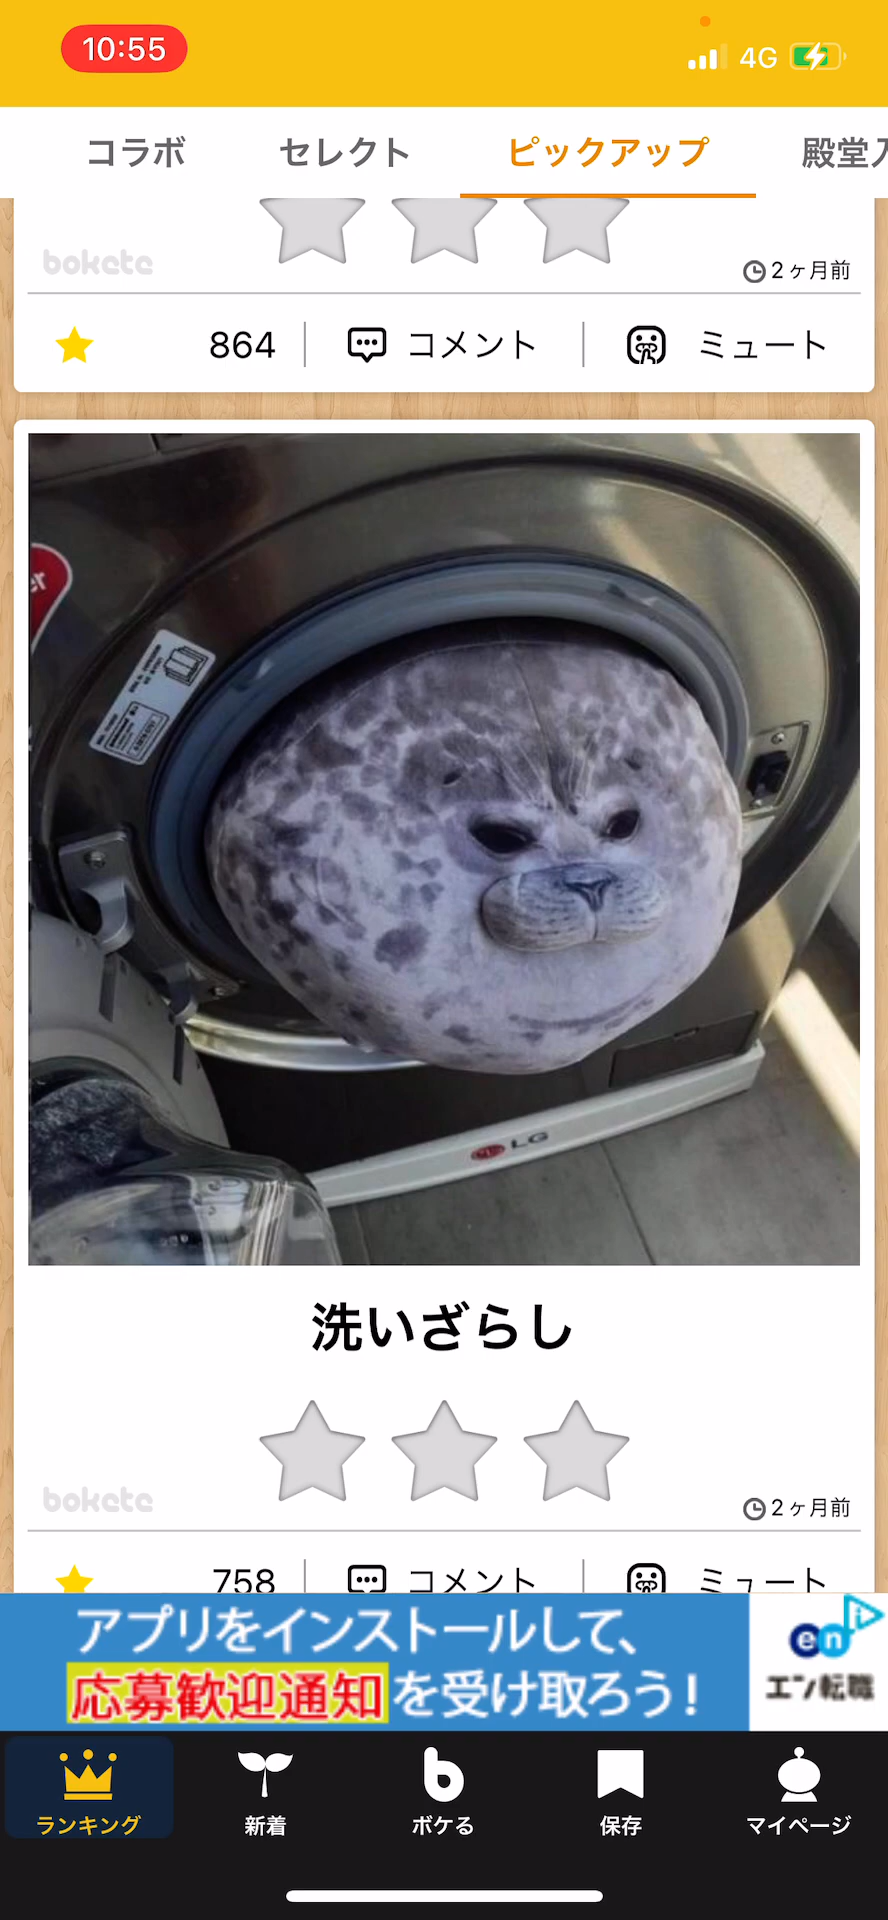 10:55
4G
コラボ
セレクト
ピックアップ
殿堂入
bokete
2ヶ月前
864
コメント
ミュート
er
LG
洗いざらし
bokete
2ヶ月前
758
コメント
ミュート
アプリをインストールして、
応募歓迎通知を受け取ろう!
en
エン転職
ランキング
新着
ボケる
保存
マイページ